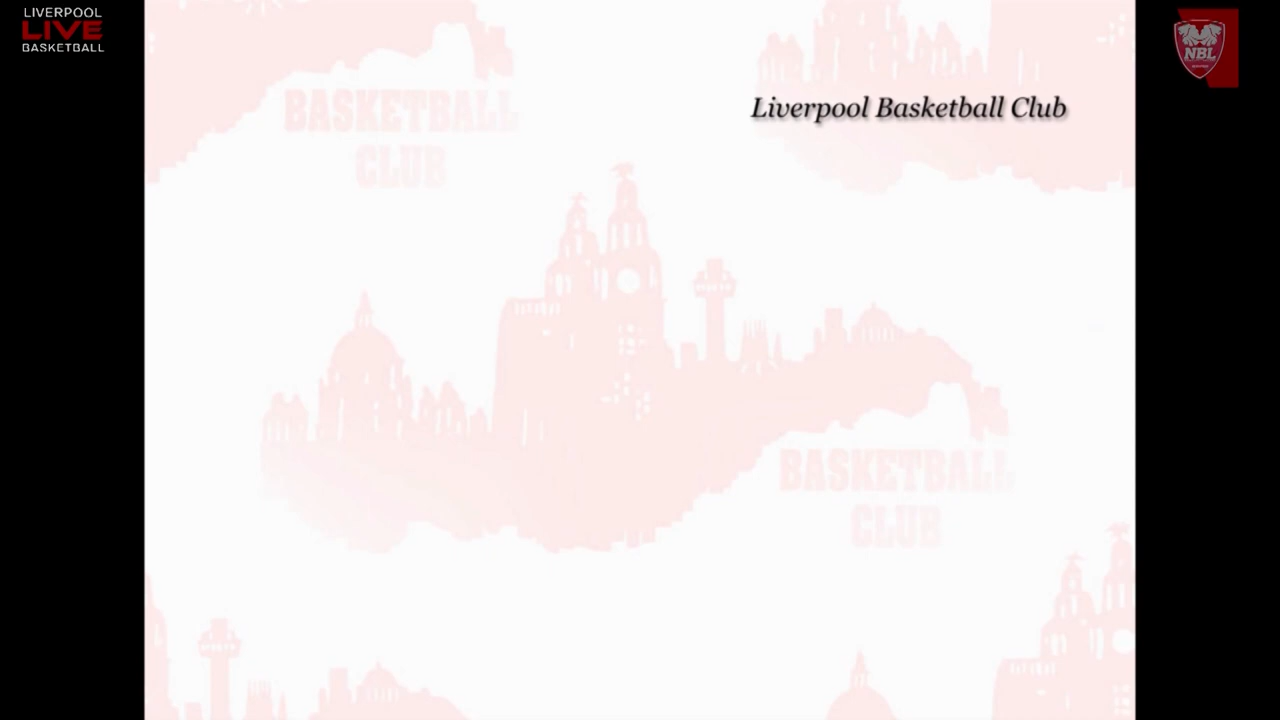 LIVERPOOL
LIVE
BASKETBALL
NBL
Liverpool Basketball Club
BASKETBALL
CLUB
BASKETBALL
CLUB